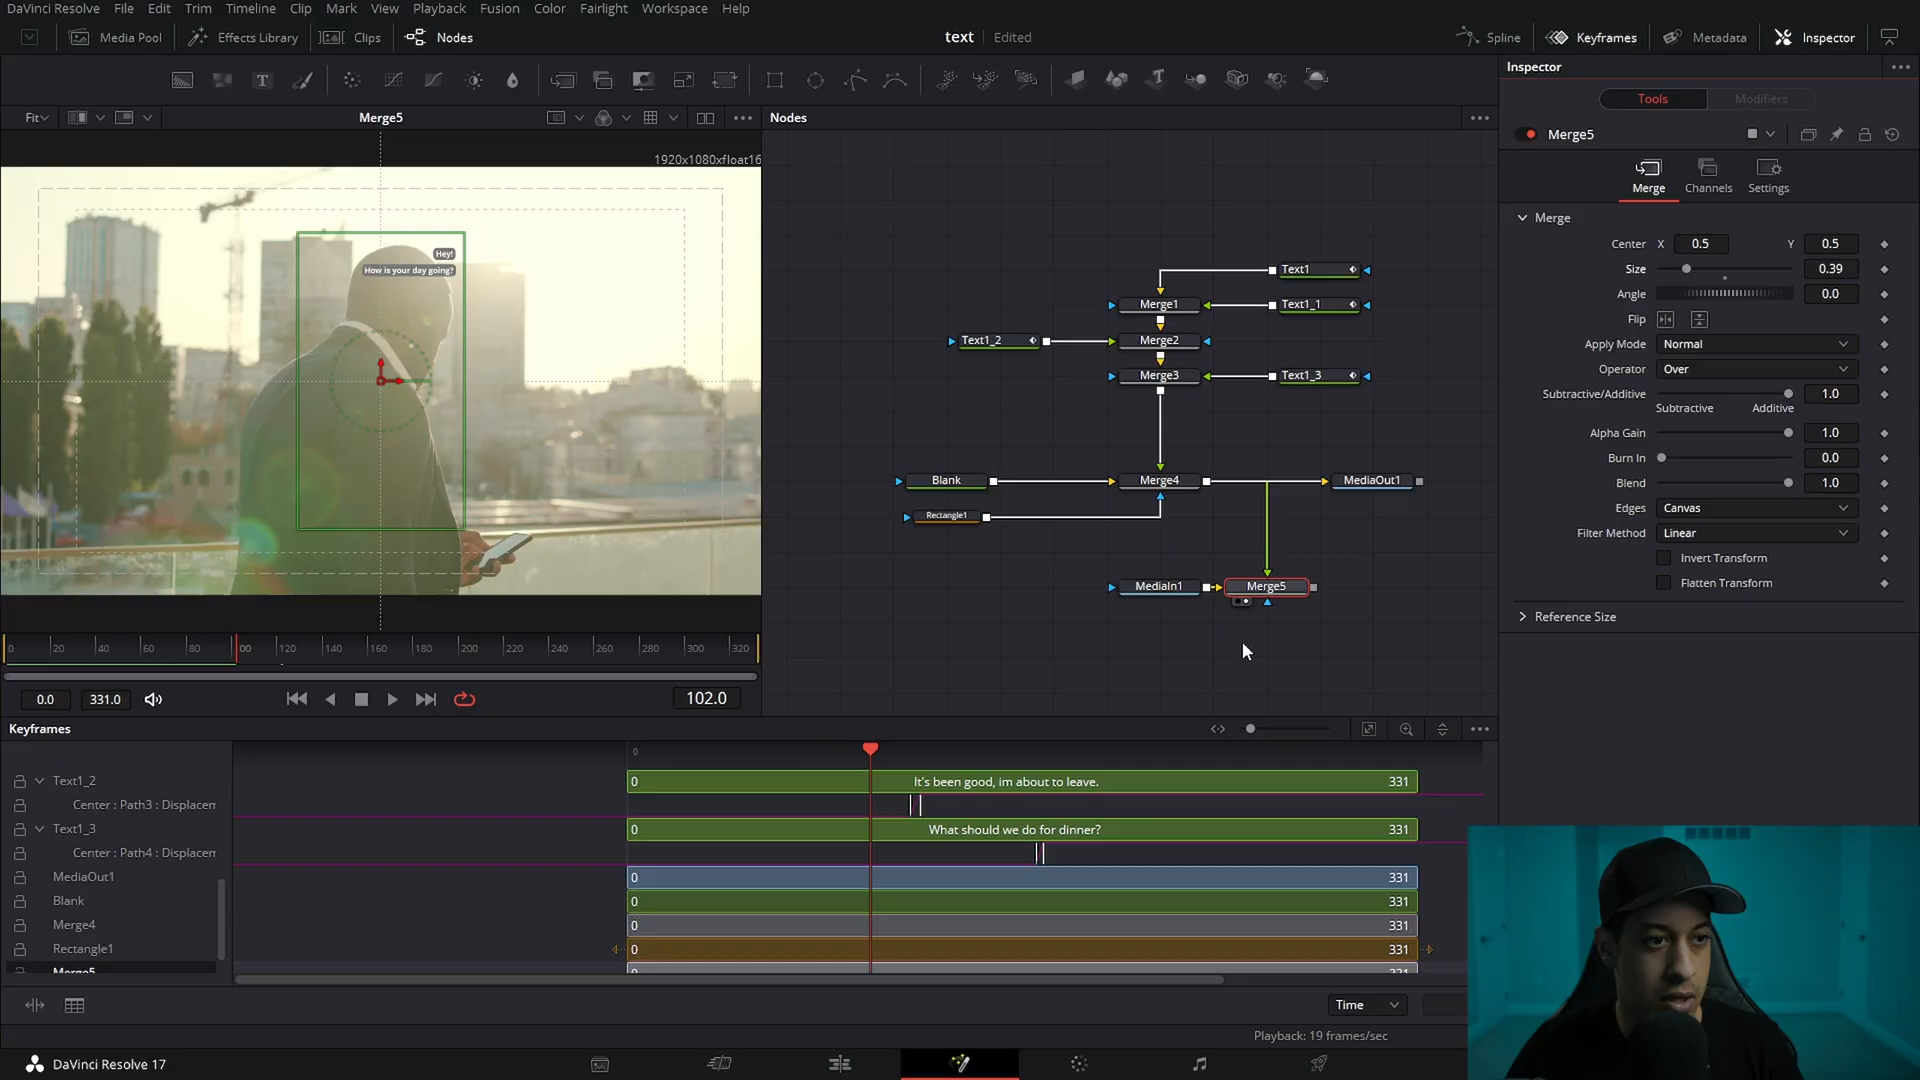 DaVinci Resolve File Edit Trim Timeline Clip Mark View Playback Fusion Color Fairlight Workspace Help
Media Pool Effects Library Clips Nodes text Edited Spline Keyframes Metadata Inspector
Inspector
Tools Modifiers
Fit Merge5 Nodes
Merge5
1920x1080xfloat16
Hey!
How is your day going?
Text1
Merge1 Text1_1
Text1_2 Merge2
Merge3 Text1_3
Blank Merge4 MediaOut1
Rectangle1
MediaIn1 Merge5
Merge Channels Settings
Merge
Center X 0.5 Y 0.5
Size 0.39
Angle 0.0
Flip
Apply Mode Normal
Operator Over
Subtractive/Additive 1.0
Subtractive Additive
Alpha Gain 1.0
Burn In 0.0
Blend 1.0
Edges Canvas
Filter Method Linear
Invert Transform
Flatten Transform
Reference Size
0 20 40 60 80 00 120 140 160 180 200 220 240 260 280 300 320
0.0 331.0 102.0
Keyframes
0
Text1_2 0 It's been good, im about to leave. 331
Center : Path3 : Displacem
Text1_3 0 What should we do for dinner? 331
Center : Path4 : Displacem
MediaOut1 0 331
Blank 0 331
Merge4 0 331
Rectangle1 0 331
Merge5 0 331
Time
Playback: 19 frames/sec
DaVinci Resolve 17